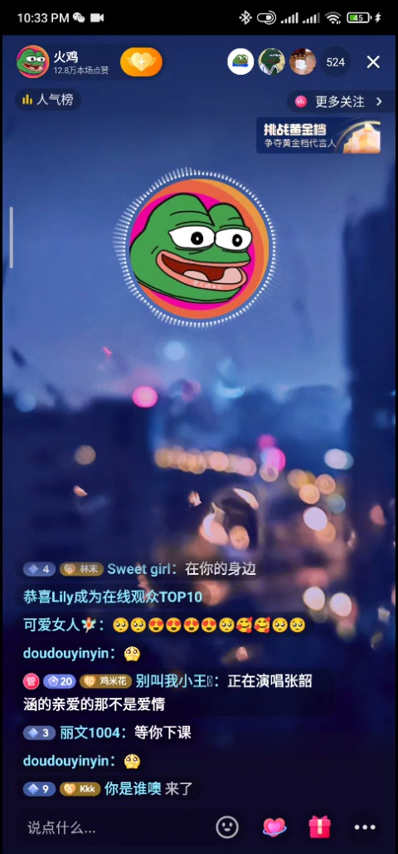 10:33 PM
45
火鸡
12.8万本场点赞
524
人气榜
更多关注
挑战黄金档
争夺黄金档代言人
4 林末 Sweet girl：在你的身边
恭喜Lily成为在线观众TOP10
可爱女人🧚🏻：🥺🥺😍😍😍😍🥺🥰🥰🥺🥺
doudouyinyin：😲
管 20 鸡米花 别叫我小王：正在演唱张韶
涵的亲爱的那不是爱情
3 丽文1004：等你下课
doudouyinyin：😲
9 Kkk 你是谁噢 来了
说点什么...